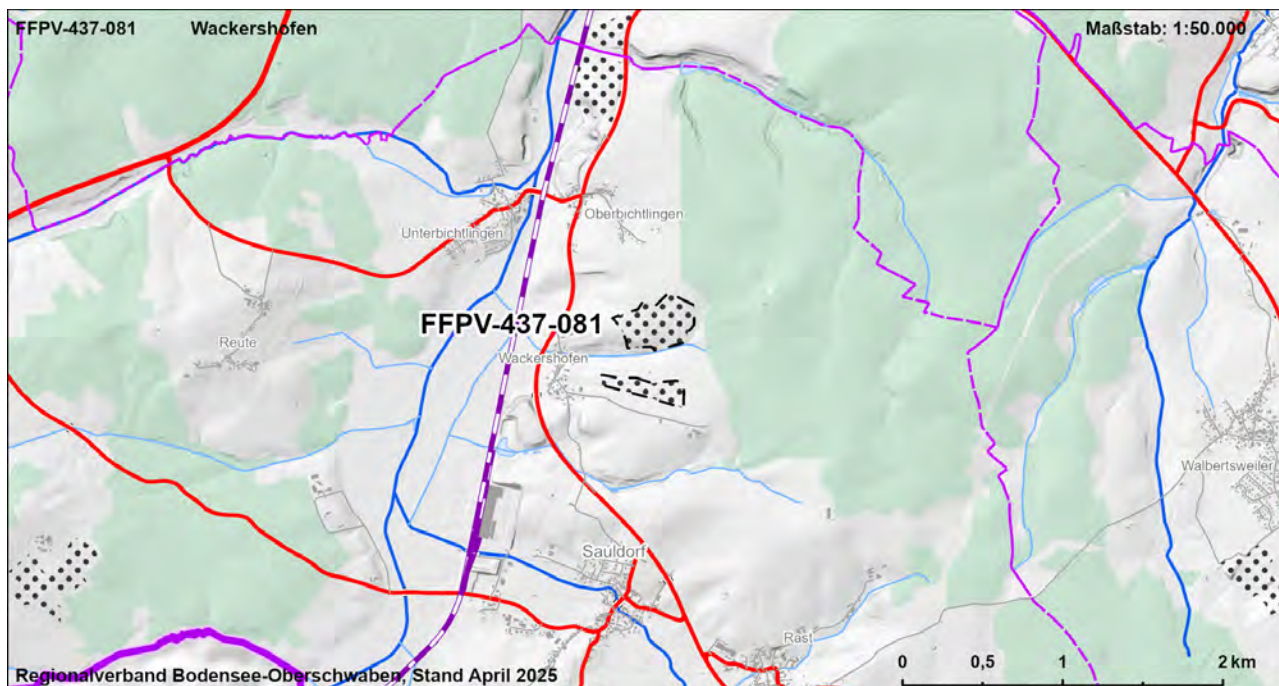 FFPV-437-081 Wackershofen Maßstab: 1:50.000
Oberbichtlingen
Unterbichtlingen
FFPV-437-081
Reute
Wackershofen
Walbertsweiler
Sauldorf
Rast
0 0,5 1 2 km
Regionalverband Bodensee-Oberschwaben, Stand April 2025